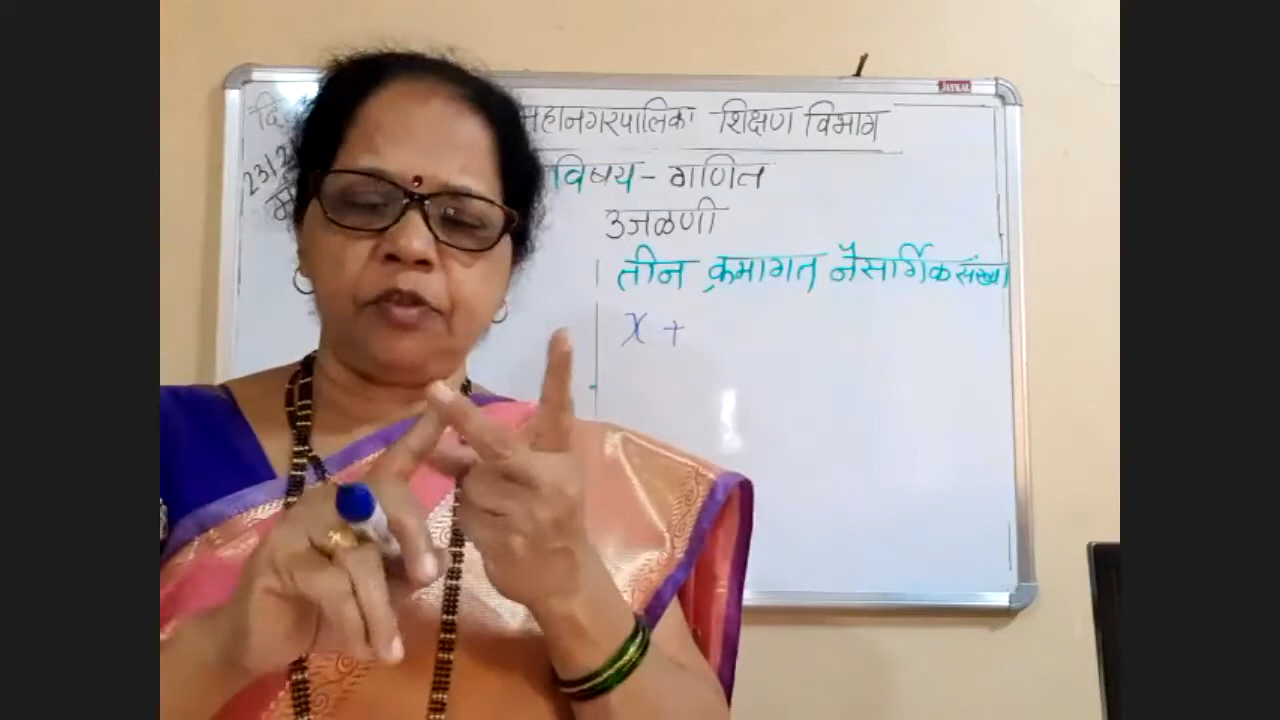 महानगरपालिका शिक्षण विभाग
विषय - गणित
उजळणी
तीन क्रमागत नैसर्गिक संख्या
x +